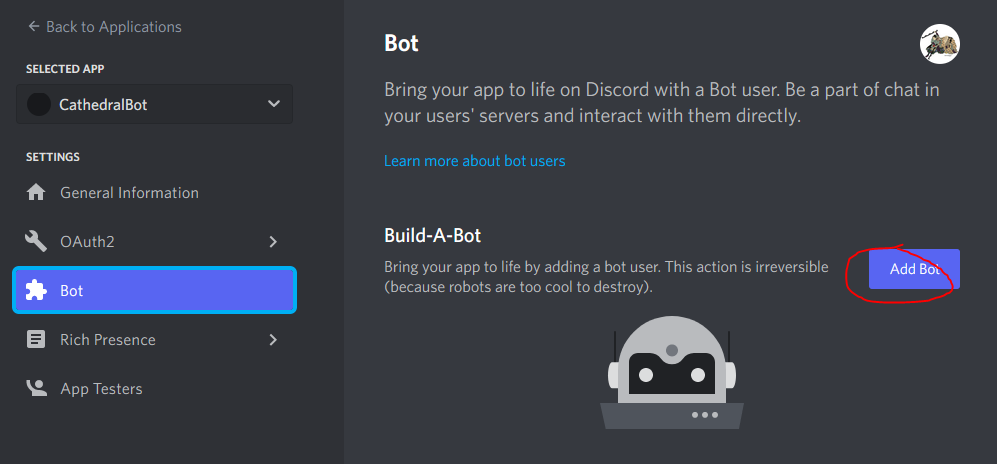 Back to Applications
SELECTED APP
CathedralBot
SETTINGS
General Information
OAuth2
Bot
Rich Presence
App Testers
Bot
Bring your app to life on Discord with a Bot user. Be a part of chat in
your users' servers and interact with them directly.
Learn more about bot users
Build-A-Bot
Bring your app to life by adding a bot user. This action is irreversible
(because robots are too cool to destroy).
Add Bot